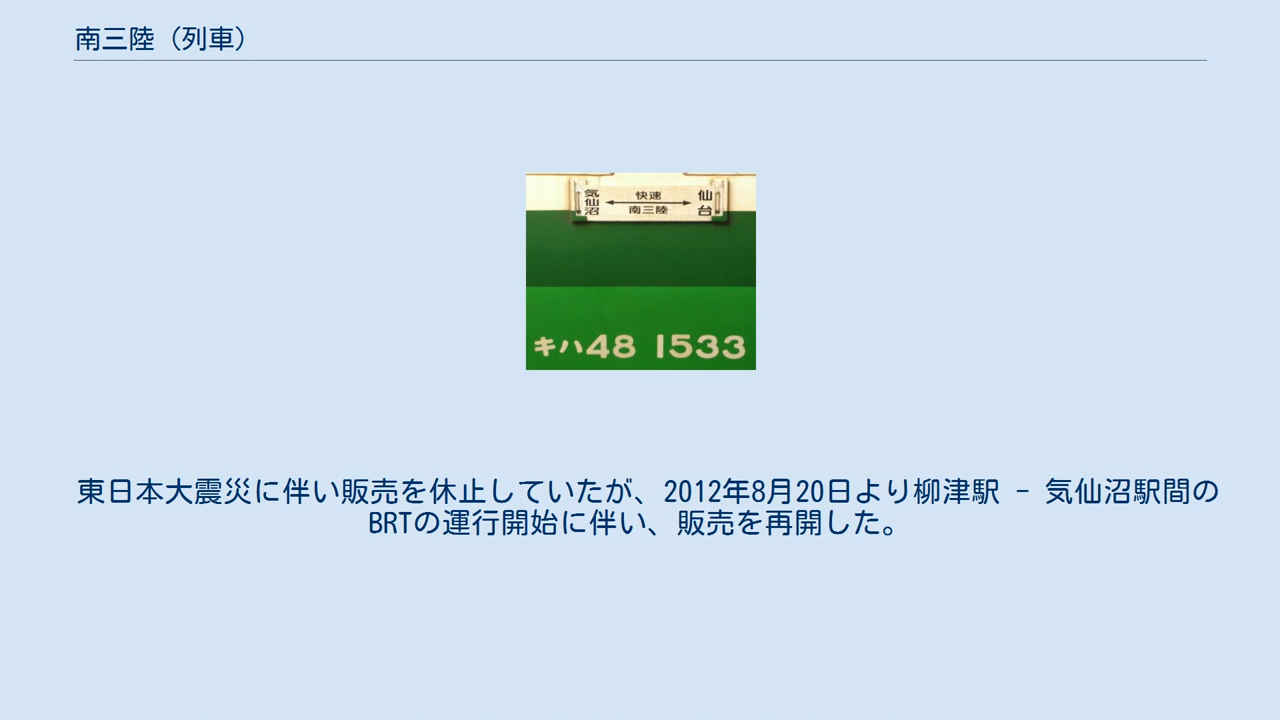 南三陸（列車）
気仙沼
快速
南三陸
仙台
キハ48 1533
東日本大震災に伴い販売を休止していたが、2012年8月20日より柳津駅 - 気仙沼駅間の
BRTの運行開始に伴い、販売を再開した。